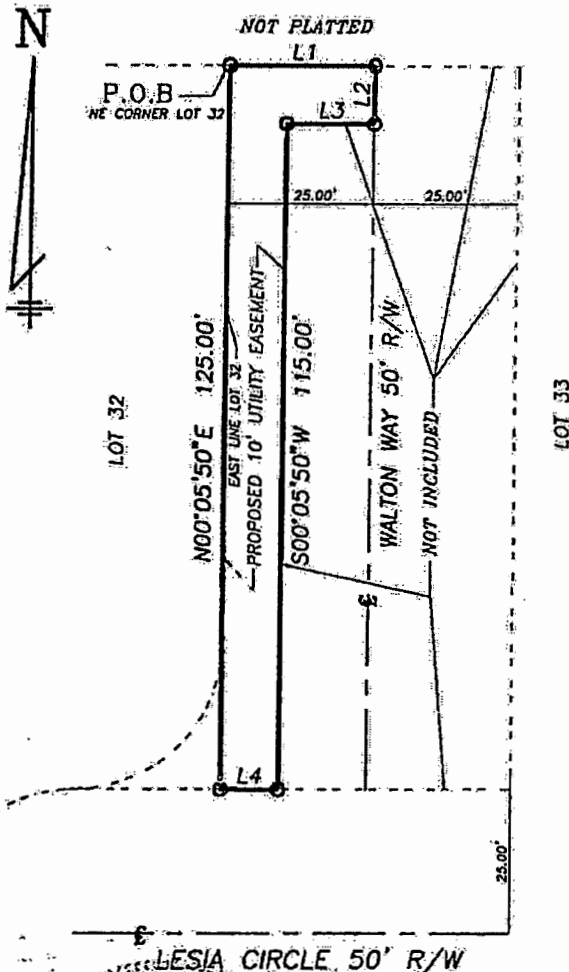 N
NOT PLATTED
L1
P.O.B
NE CORNER LOT 32
L2
L3
25.00'
25.00'
LOT 32
N00°05'50"E 125.00'
EAST LINE LOT 32
PROPOSED 10' UTILITY EASEMENT
S00°05'50"W 115.00'
WALTON WAY 50' R/W
NOT INCLUDED
LOT 33
L4
25.00'
LESIA CIRCLE 50' R/W